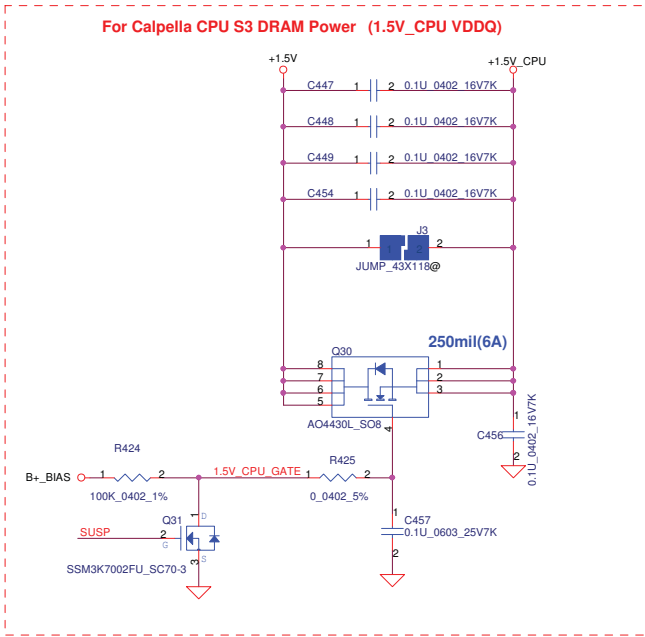 For Calpella CPU S3 DRAM Power (1.5V_CPU VDDQ)
+1.5V
+1.5V_CPU
C447 1 2 0.1U_0402_16V7K
C448 1 2 0.1U_0402_16V7K
C449 1 2 0.1U_0402_16V7K
C454 1 2 0.1U_0402_16V7K
J3
1 1 2 2
JUMP_43X118@
250mil(6A)
Q30
8 1
7 2
6 3
5
4
AO4430L_SO8
1
C456
2
0.1U_0402_16V7K
R424
B+_BIAS 1 2
100K_0402_1%
1.5V_CPU_GATE
R425
1 2
0_0402_5%
Q31
1 D
SUSP 2
G
3 S
SSM3K7002FU_SC70-3
1
C457
0.1U_0603_25V7K
2